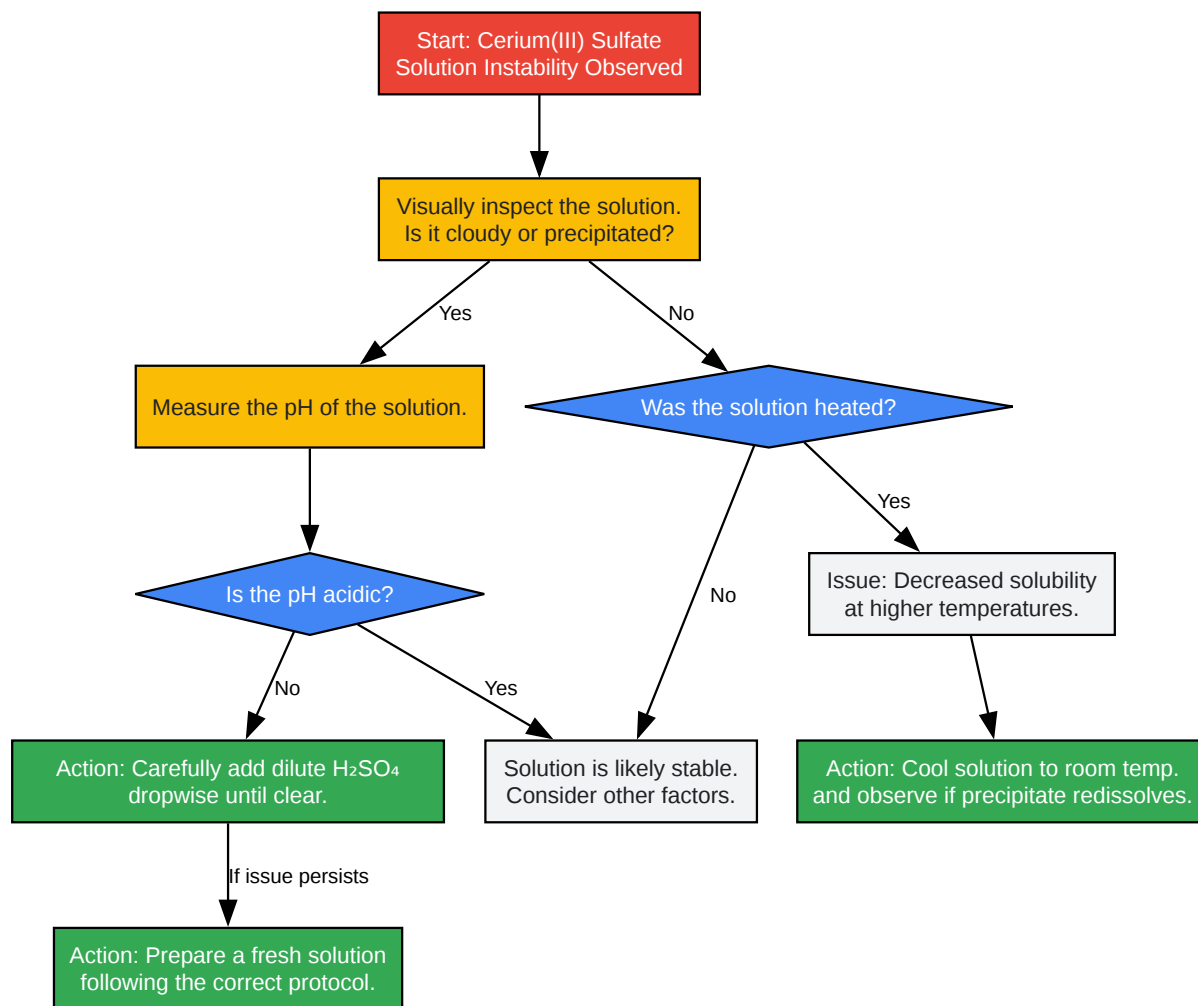 Start: Cerium(III) Sulfate
Solution Instability Observed
Visually inspect the solution.
Is it cloudy or precipitated?
Yes
No
Measure the pH of the solution.
Was the solution heated?
Yes
Is the pH acidic?
Issue: Decreased solubility
at higher temperatures.
No
No
Yes
Action: Carefully add dilute H₂SO₄
dropwise until clear.
Solution is likely stable.
Consider other factors.
Action: Cool solution to room temp.
and observe if precipitate redissolves.
If issue persists
Action: Prepare a fresh solution
following the correct protocol.